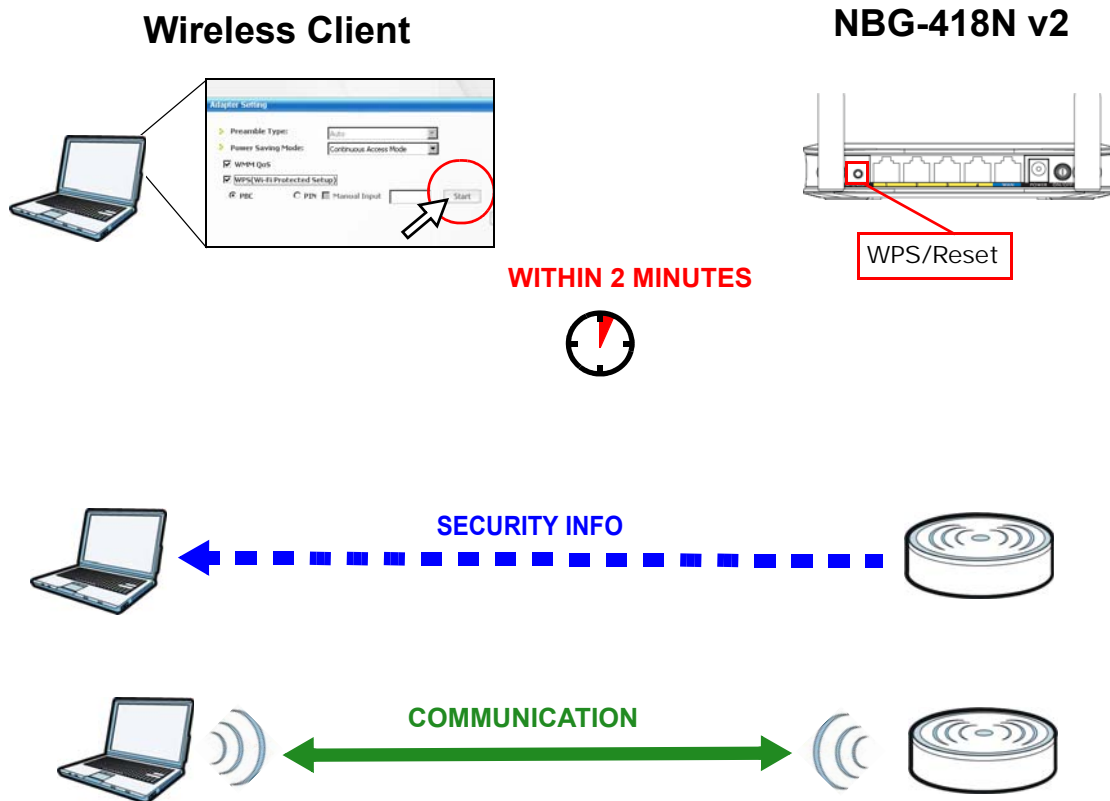 Wireless Client
NBG-418N v2
Adapter Setting
Preamble Type:
Auto
Power Saving Mode:
Continuous Access Mode
WMM QoS
WPS(Wi-Fi Protected Setup)
PBC
PIN
Manual Input
Start
WPS/Reset
WITHIN 2 MINUTES
SECURITY INFO
COMMUNICATION